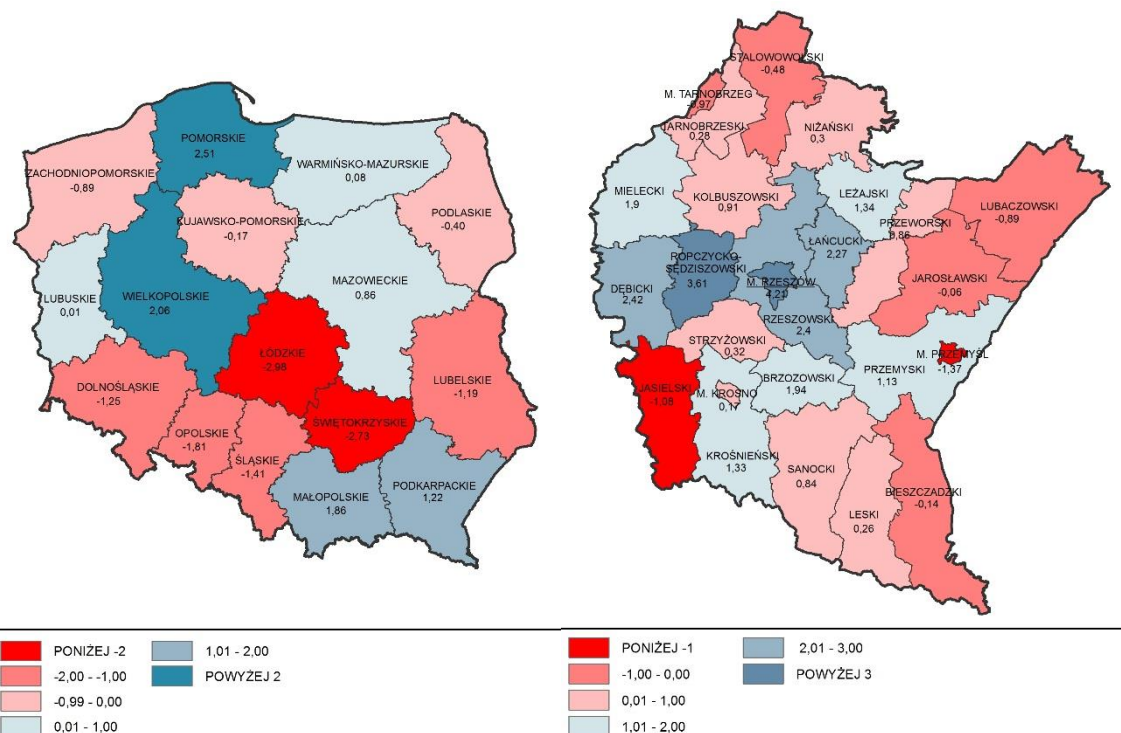 POMORSKIE
2,51
WARMIŃSKO-MAZURSKIE
0,08
ZACHODNIOPOMORSKIE
-0,89
KUJAWSKO-POMORSKIE
-0,17
PODLASKIE
-0,40
MAZOWIECKIE
0,86
LUBUSKIE
0,01
WIELKOPOLSKIE
2,06
ŁÓDZKIE
-2,98
LUBELSKIE
-1,19
DOLNOŚLĄSKIE
-1,25
OPOLSKIE
-1,81
ŚLĄSKIE
-1,41
ŚWIĘTOKRZYSKIE
-2,73
MAŁOPOLSKIE
1,86
PODKARPACKIE
1,22
PONIŻEJ -2
-2,00 - -1,00
-0,99 - 0,00
0,01 - 1,00
1,01 - 2,00
POWYŻEJ 2
STALOWOWOLSKI
-0,48
M. TARNOBRZEG
-0,97
TARNOBRZESKI
0,28
NIŻAŃSKI
0,3
MIELECKI
1,9
KOLBUSZOWSKI
0,91
LEŻAJSKI
1,34
PRZEWORSKI
0,86
LUBACZOWSKI
-0,89
ŁAŃCUCKI
2,27
ROPCZYCKO-
SĘDZISZOWSKI
3,61
M. RZESZÓW
4,21
DĘBICKI
2,42
JAROSŁAWSKI
-0,06
RZESZOWSKI
2,4
STRZYŻOWSKI
0,32
M. PRZEMYŚL
-1,37
PRZEMYSKI
1,13
JASIELSKI
-1,08
M. KROSNO
0,17
BRZOZOWSKI
1,94
KROŚNIEŃSKI
1,33
SANOCKI
0,84
LESKI
0,26
BIESZCZADZKI
-0,14
PONIŻEJ -1
-1,00 - 0,00
0,01 - 1,00
1,01 - 2,00
2,01 - 3,00
POWYŻEJ 3